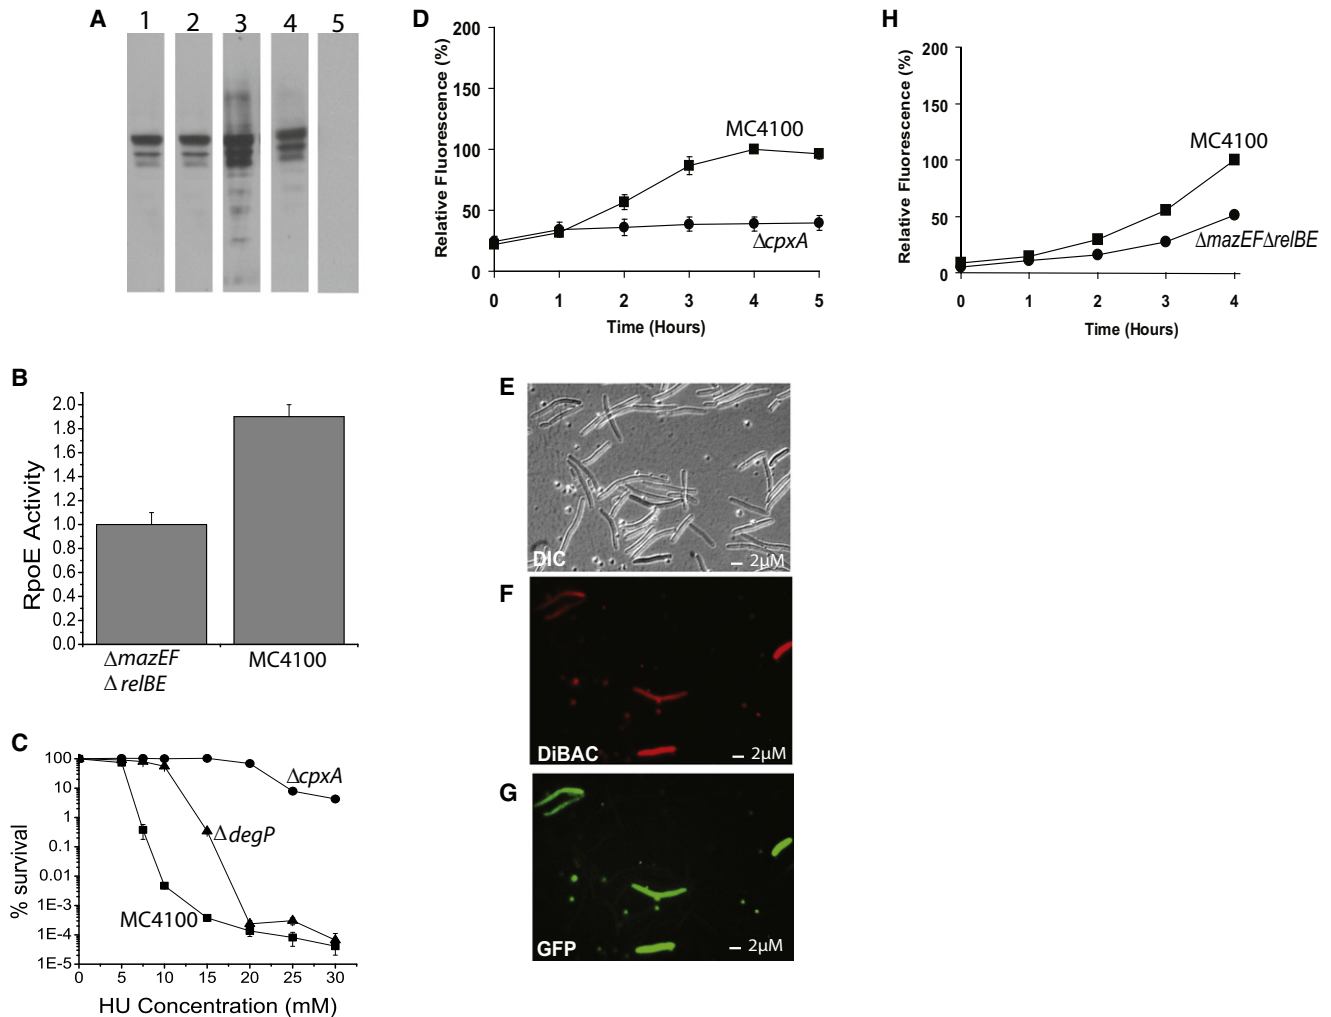 A
1 2 3 4 5
B
RpoE Activity
2.0
1.8
1.6
1.4
1.2
1.0
0.8
0.6
0.4
0.2
0.0
ΔmazEF
ΔrelBE
MC4100
C
% survival
100
10
1
0.1
0.01
1E-3
1E-4
1E-5
ΔcpxA
ΔdegP
MC4100
0 5 10 15 20 25 30
HU Concentration (mM)
D
Relative Fluorescence (%)
200
150
100
50
0
MC4100
ΔcpxA
0 1 2 3 4 5
Time (Hours)
E
DIC
2μM
F
DiBAC
2μM
G
GFP
2μM
H
Relative Fluorescence (%)
200
150
100
50
0
MC4100
ΔmazEFΔrelBE
0 1 2 3 4
Time (Hours)